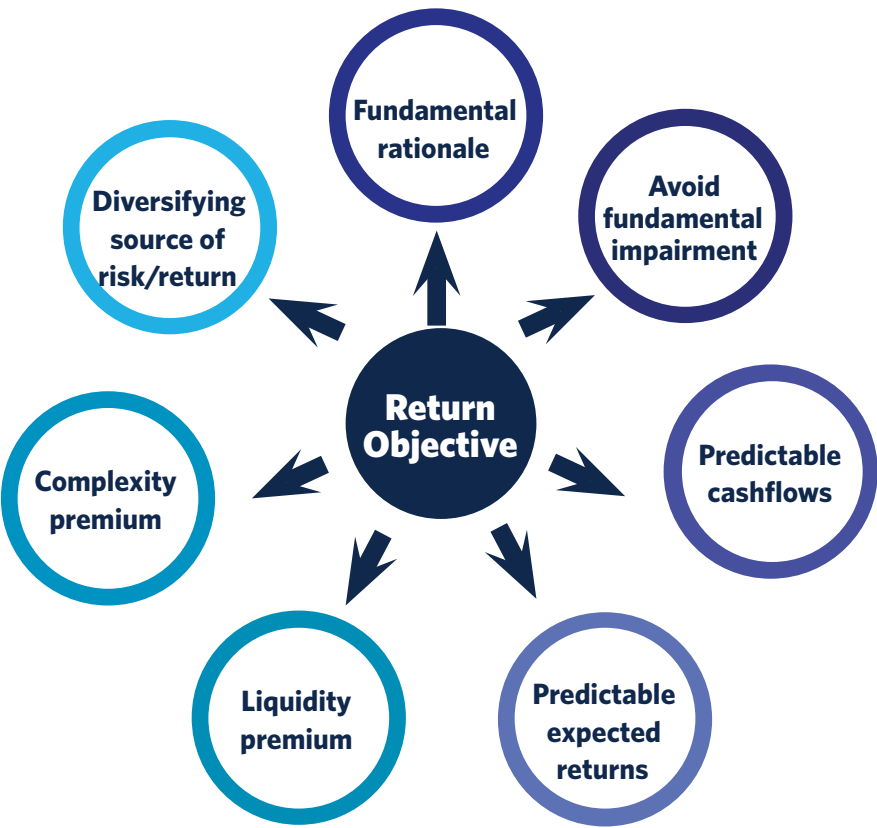 Fundamental
rationale
Avoid
fundamental
impairment
Diversifying
source of
risk/return
Return
Objective
Predictable
cashflows
Complexity
premium
Liquidity
premium
Predictable
expected
returns